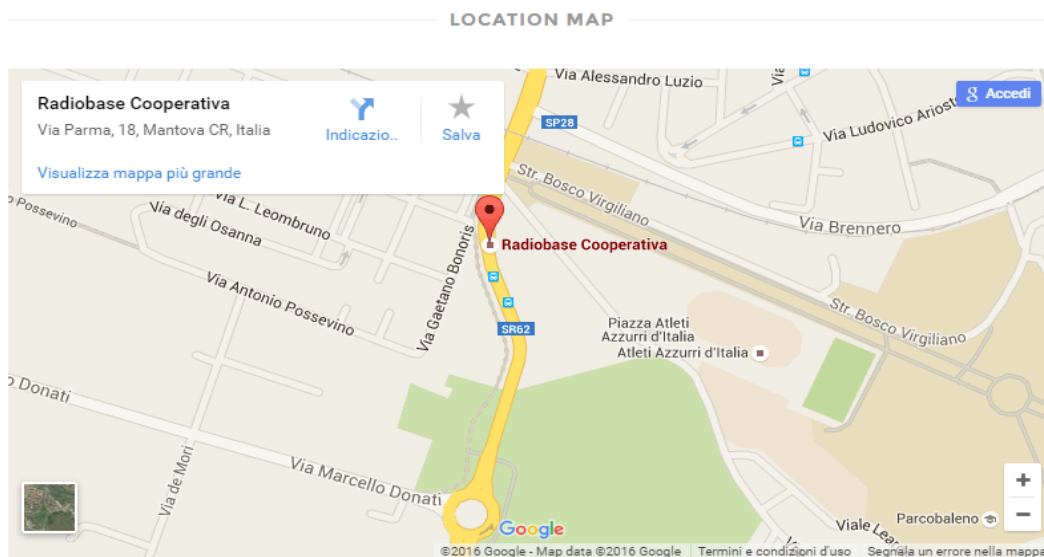 LOCATION MAP
Radiobase Cooperativa
Via Parma, 18, Mantova CR, Italia
Indicazio..
Salva
Visualizza mappa più grande
Via Alessandro Luzio
Via
Accedi
SP28
Via Ludovico Ariost
Str. Bosco Virgiliano
Via L. Leombruno
Via degli Osanna
Possevino
Via Brennero
Radiobase Cooperativa
Via Gaetano Bonoris
Via Antonio Possevino
SR62
Piazza Atleti
Azzurri d'Italia
Atleti Azzurri d'Italia
Str. Bosco Virgiliano
o Donati
Via de Mori
Via Marcello Donati
Google
Viale Lea
Parcobaleno
+
−
©2016 Google - Map data ©2016 Google
Termini e condizioni d'uso
Segnala un errore nella mappa